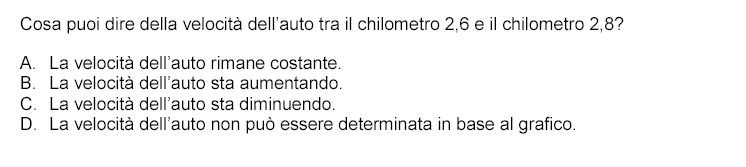 Cosa puoi dire della velocità dell'auto tra il chilometro 2,6 e il chilometro 2,8?
A. La velocità dell'auto rimane costante.
B. La velocità dell'auto sta aumentando.
C. La velocità dell'auto sta diminuendo.
D. La velocità dell'auto non può essere determinata in base al grafico.